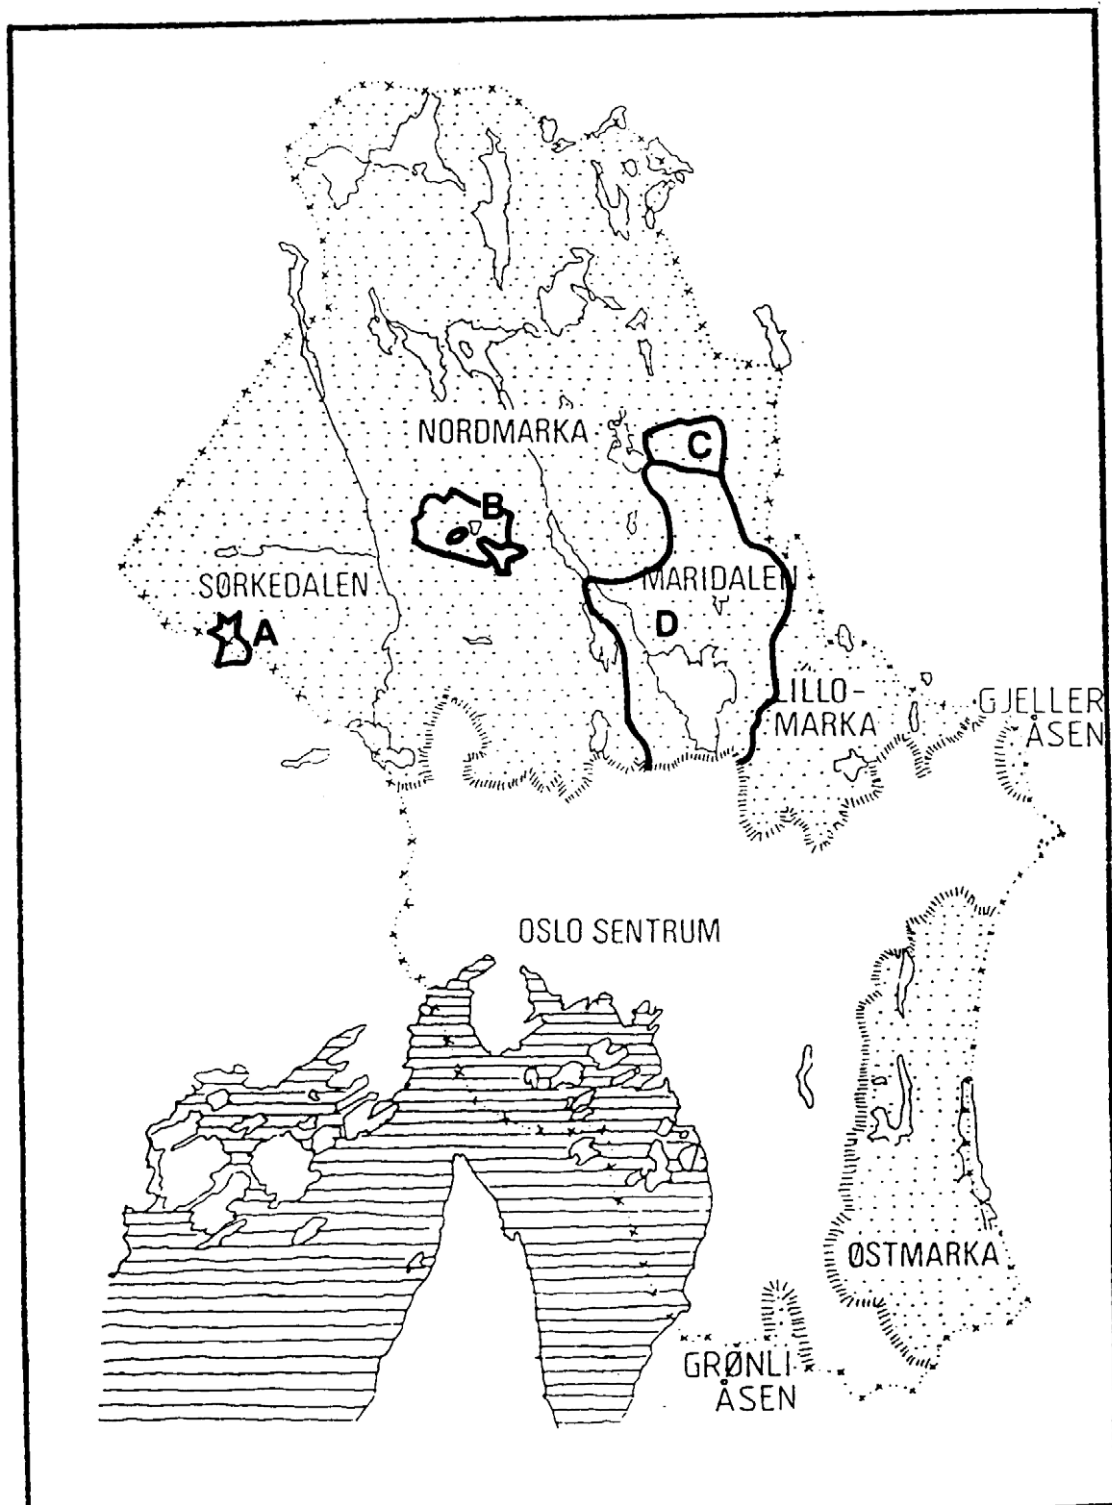 NORDMARKA
C
B
SØRKEDALEN
MARIDALEN
A
D
LILLO-
MARKA
GJELLER
ÅSEN
OSLO SENTRUM
ØSTMARKA
GRØNLI
ÅSEN